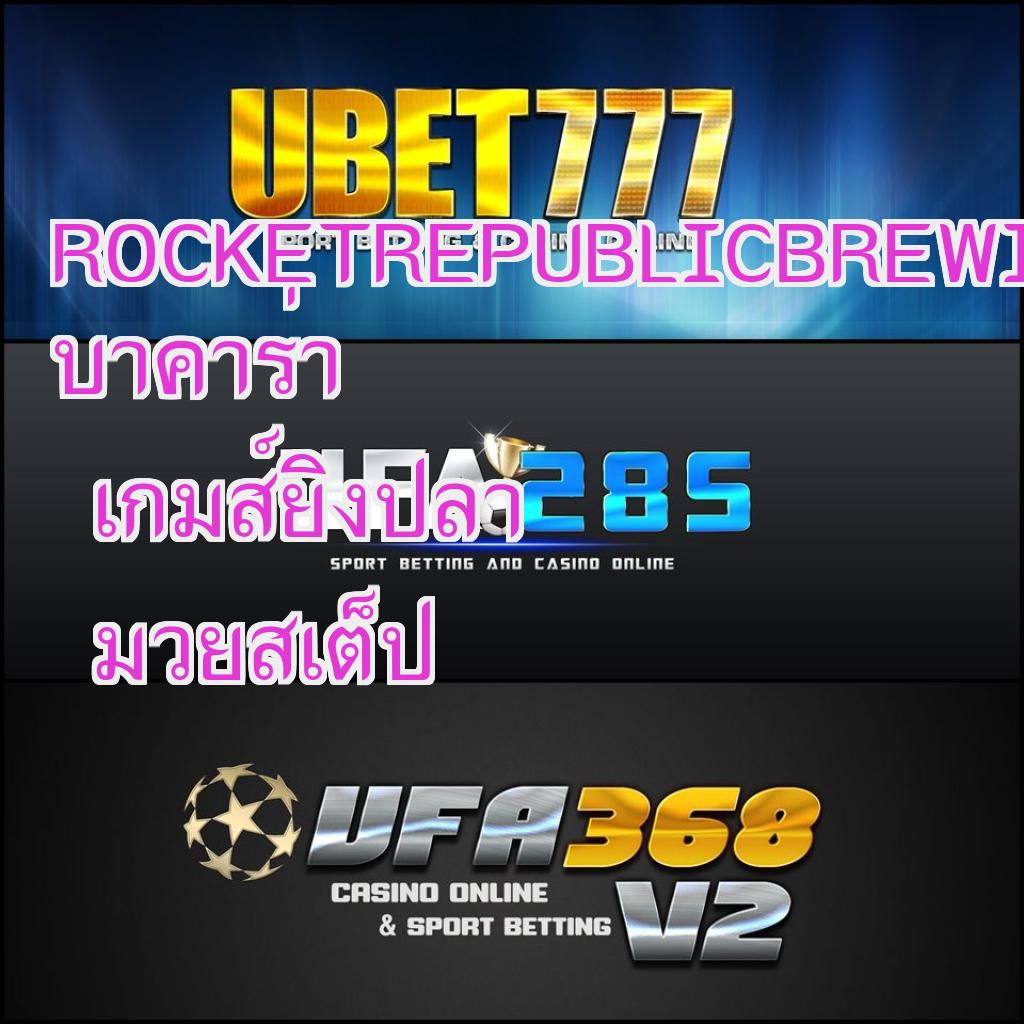 UBET777
ROCKETREPUBLICBREWI
บาคาร่า
เกมส์ยิงปลา
285
SPORT BETTING AND CASINO ONLINE
มวยสเต็ป
UFA368
CASINO ONLINE
V2
& SPORT BETTING